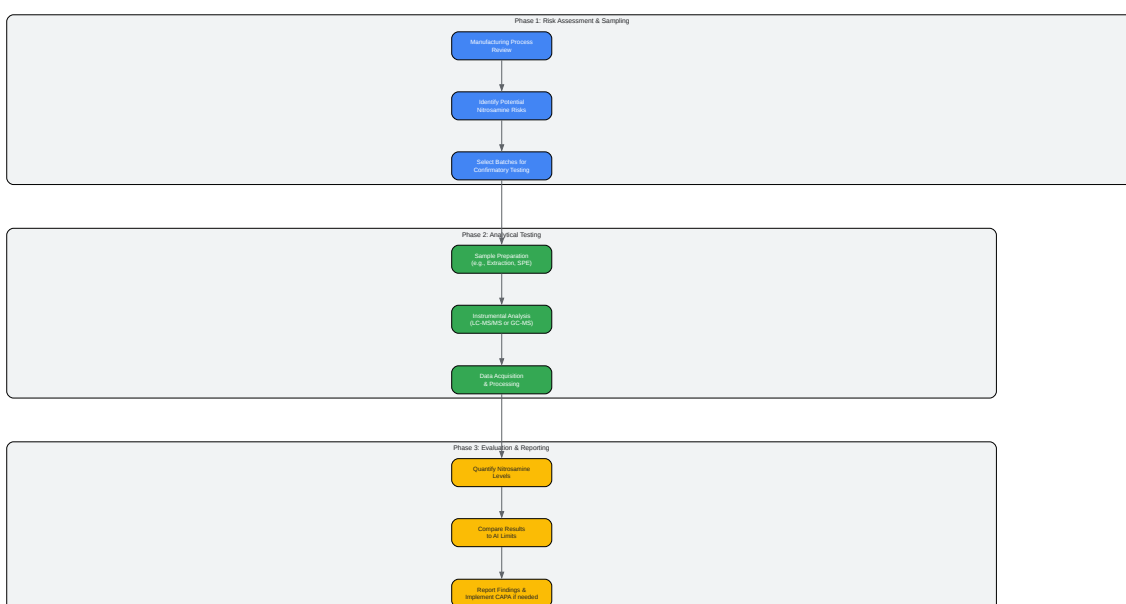 Phase 1: Risk Assessment & Sampling
Manufacturing Process
Review
Identify Potential
Nitrosamine Risks
Select Batches for
Confirmatory Testing
Phase 2: Analytical Testing
Sample Preparation
(e.g., Extraction, SPE)
Instrumental Analysis
(LC-MS/MS or GC-MS)
Data Acquisition
& Processing
Phase 3: Evaluation & Reporting
Quantify Nitrosamine
Levels
Compare Results
to AI Limits
Report Findings &
Implement CAPA if needed